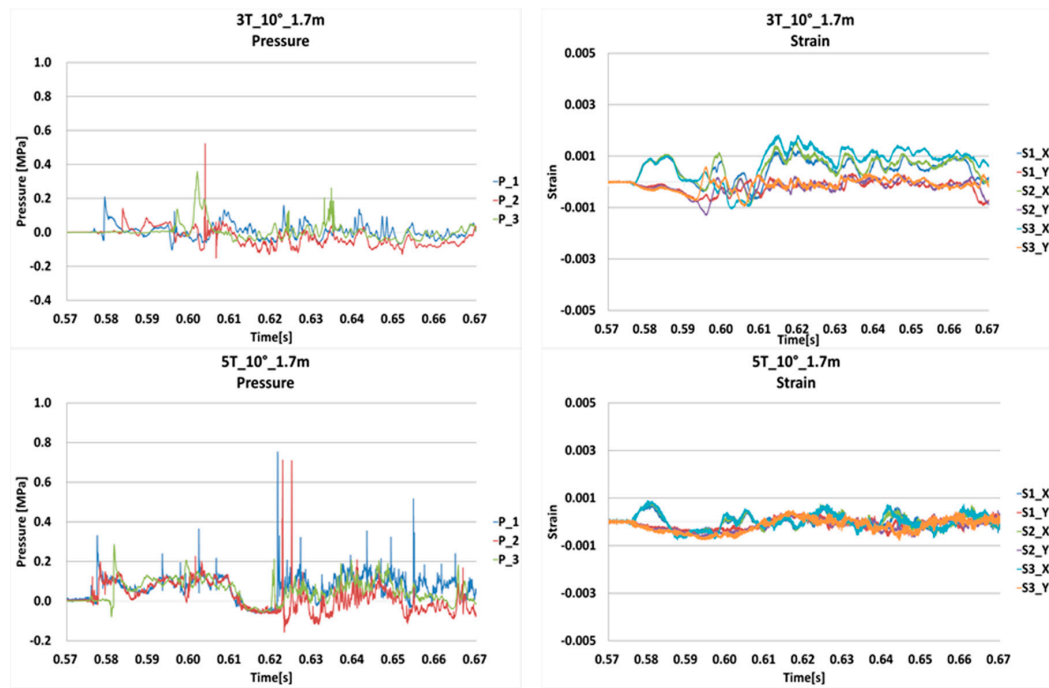 3T_10°_1.7m
Pressure
Pressure [MPa]
1.0
0.8
0.6
0.4
0.2
0.0
-0.2
-0.4
0.57 0.58 0.59 0.60 0.61 0.62 0.63 0.64 0.65 0.66 0.67
Time[s]
P_1
P_2
P_3
3T_10°_1.7m
Strain
Strain
0.005
0.003
0.001
-0.001
-0.003
-0.005
0.57 0.58 0.59 0.60 0.61 0.62 0.63 0.64 0.65 0.66 0.67
Time[s]
S1_X
S1_Y
S2_X
S2_Y
S3_X
S3_Y
5T_10°_1.7m
Pressure
Pressure [MPa]
1.0
0.8
0.6
0.4
0.2
0.0
-0.2
0.57 0.58 0.59 0.60 0.61 0.62 0.63 0.64 0.65 0.66 0.67
Time[s]
P_1
P_2
P_3
5T_10°_1.7m
Strain
Strain
0.005
0.003
0.001
-0.001
-0.003
-0.005
0.57 0.58 0.59 0.60 0.61 0.62 0.63 0.64 0.65 0.66 0.67
Time[s]
S1_X
S1_Y
S2_X
S2_Y
S3_X
S3_Y